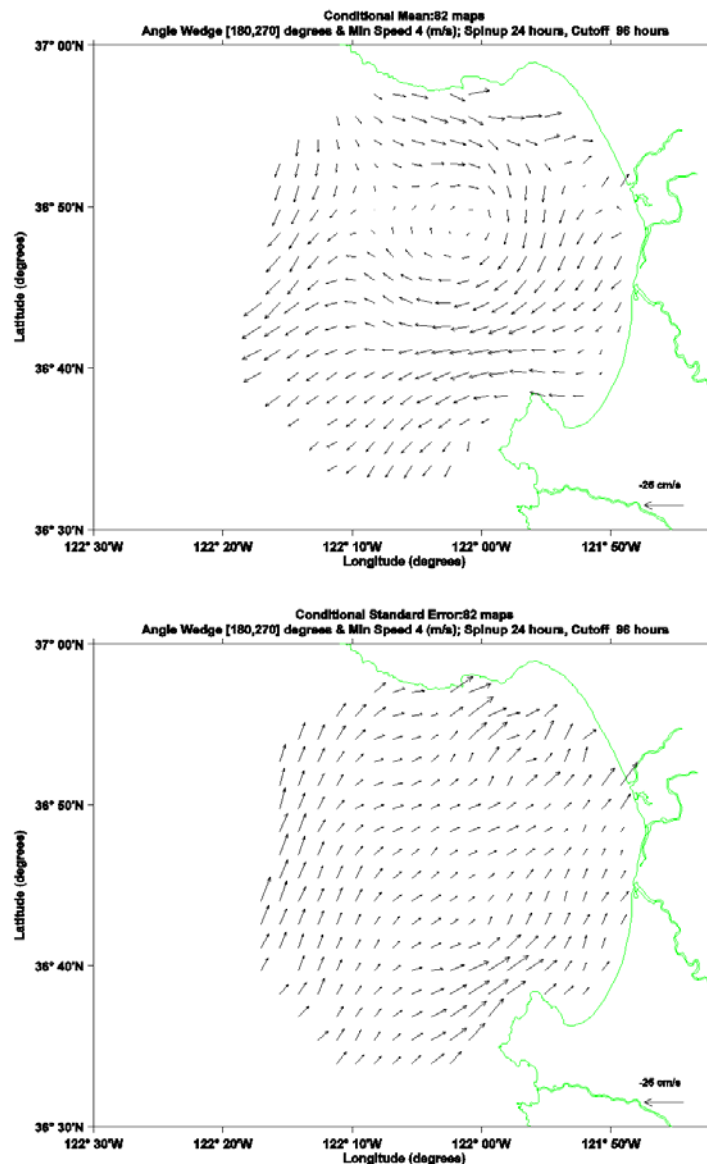 Conditional Mean:82 maps
Angle Wedge [180,270] degrees & Min Speed 4 (m/s); Spinup 24 hours, Cutoff 96 hours
37° 00'N
36° 50'N
Latitude (degrees)
36° 40'N
-26 cm/s
36° 30'N
122° 30'W 122° 20'W 122° 10'W 122° 00'W 121° 50'W
Longitude (degrees)
Conditional Standard Error:82 maps
Angle Wedge [180,270] degrees & Min Speed 4 (m/s); Spinup 24 hours, Cutoff 96 hours
37° 00'N
36° 50'N
Latitude (degrees)
36° 40'N
-26 cm/s
36° 30'N
122° 30'W 122° 20'W 122° 10'W 122° 00'W 121° 50'W
Longitude (degrees)